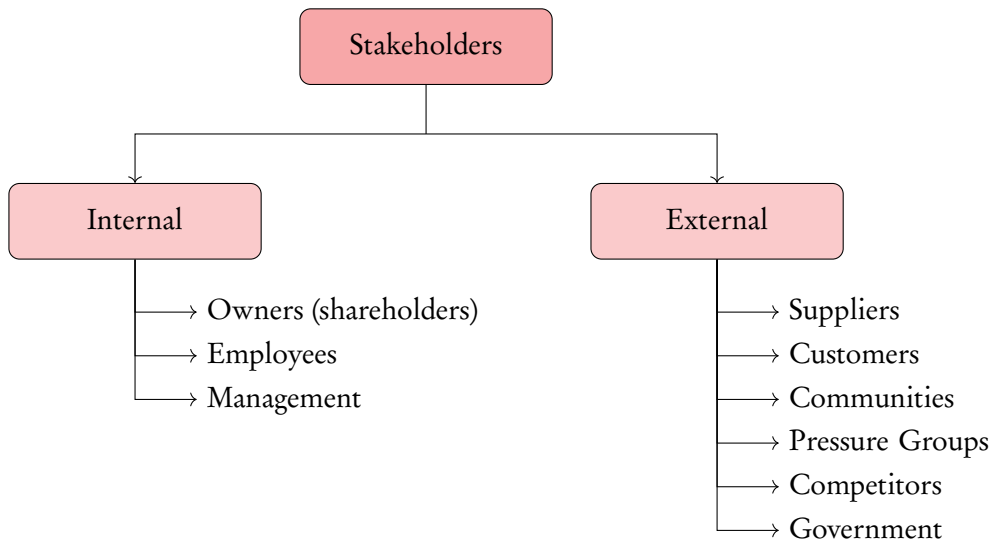 Stakeholders
Internal
Owners (shareholders)
Employees
Management
External
Suppliers
Customers
Communities
Pressure Groups
Competitors
Government